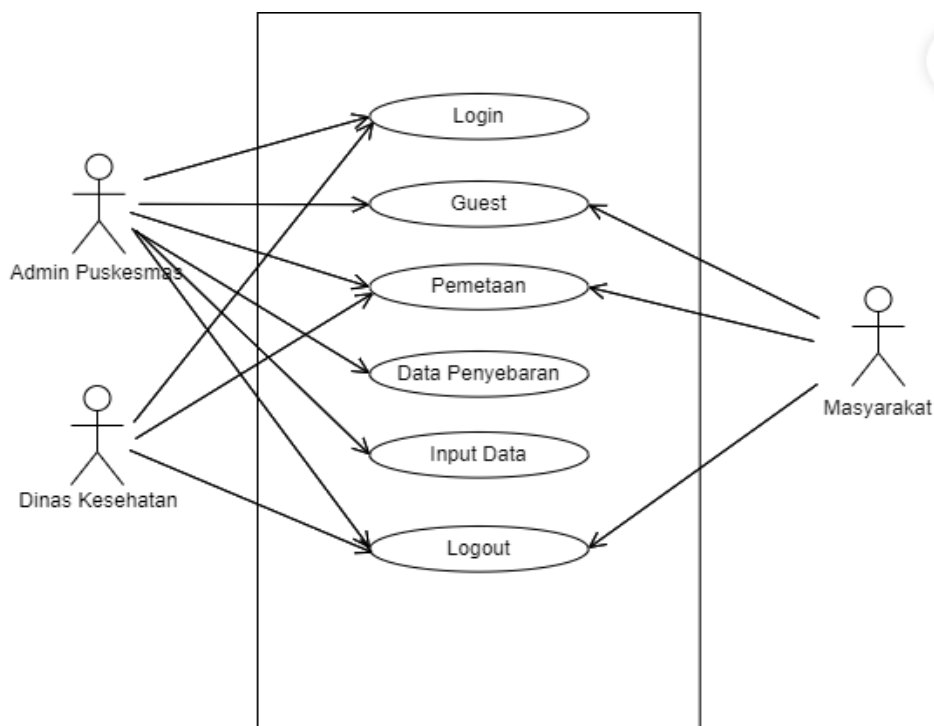 Login
Guest
Admin Puskesmas
Pemetaan
Data Penyebaran
Masyarakat
Input Data
Dinas Kesehatan
Logout